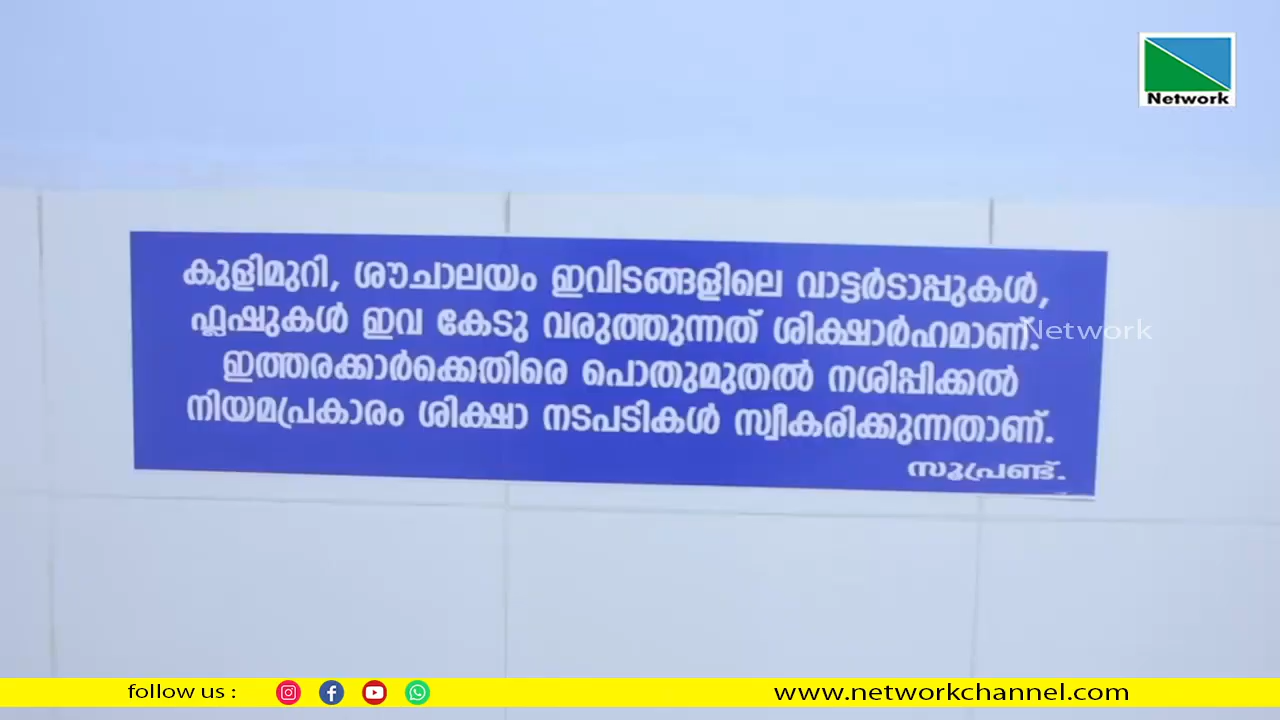 Network
കുളിമുറി, ശൗചാലയം ഇവിടങ്ങളിലെ വാട്ടർടാപ്പുകൾ,
ഫ്ലഷുകൾ ഇവ കേടു വരുത്തുന്നത് ശിക്ഷാർഹമാണ്.
Network
ഇത്തരക്കാർക്കെതിരെ പൊതുമുതൽ നശിപ്പിക്കൽ
നിയമപ്രകാരം ശിക്ഷാ നടപടികൾ സ്വീകരിക്കുന്നതാണ്.
സൂപ്രണ്ട്.
follow us :
www.networkchannel.com